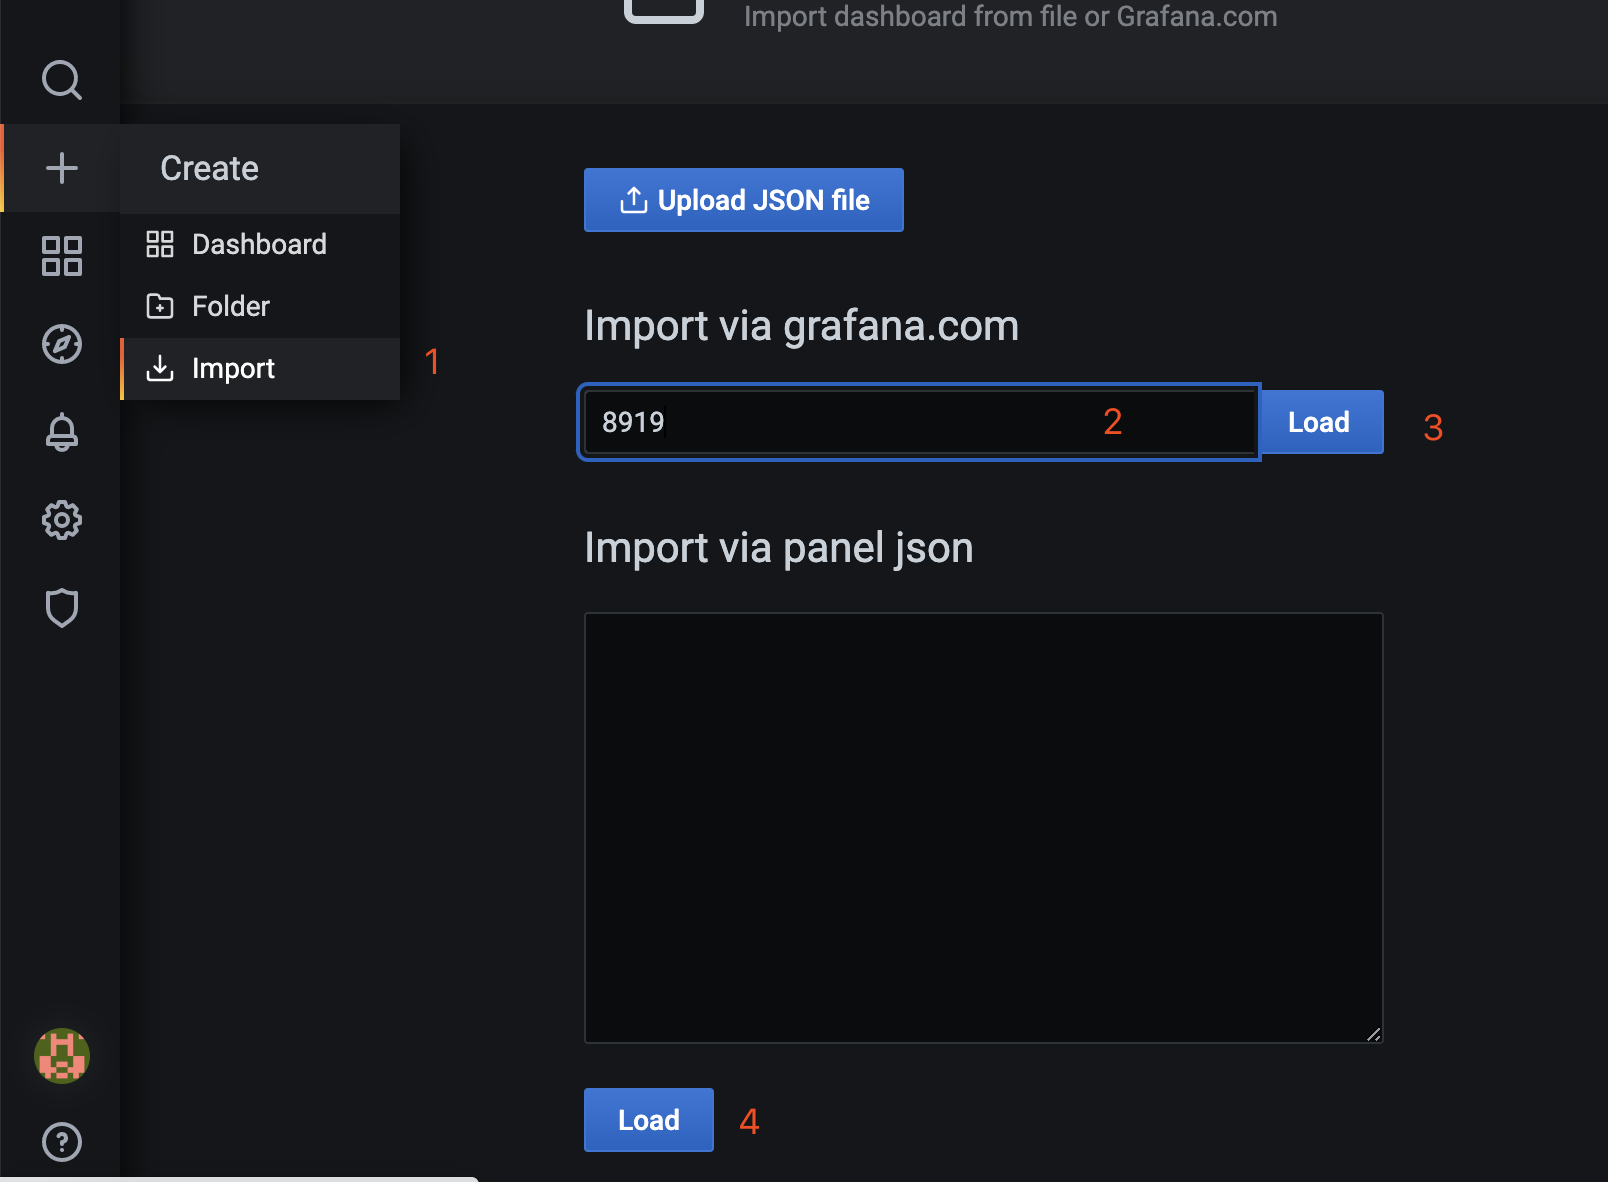 Import dashboard from file or Grafana.com
Create
Dashboard
Folder
Import
1
Upload JSON file
Import via grafana.com
8919
2
Load
3
Import via panel json
Load
4
?